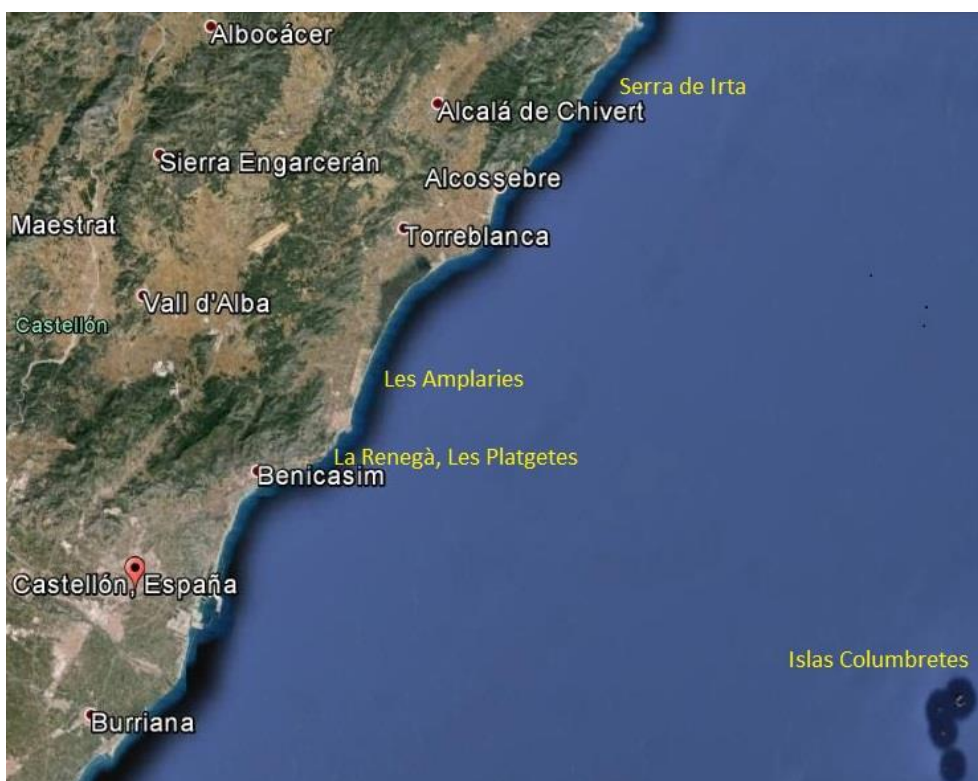 Albocácer
Serra de Irta
Alcalá de Chivert
Sierra Engarcerán
Alcossebre
Maestrat
Torreblanca
Vall d'Alba
Castellón
Les Amplaries
La Renegà, Les Platgetes
Benicasim
Castellón, España
Islas Columbretes
Burriana